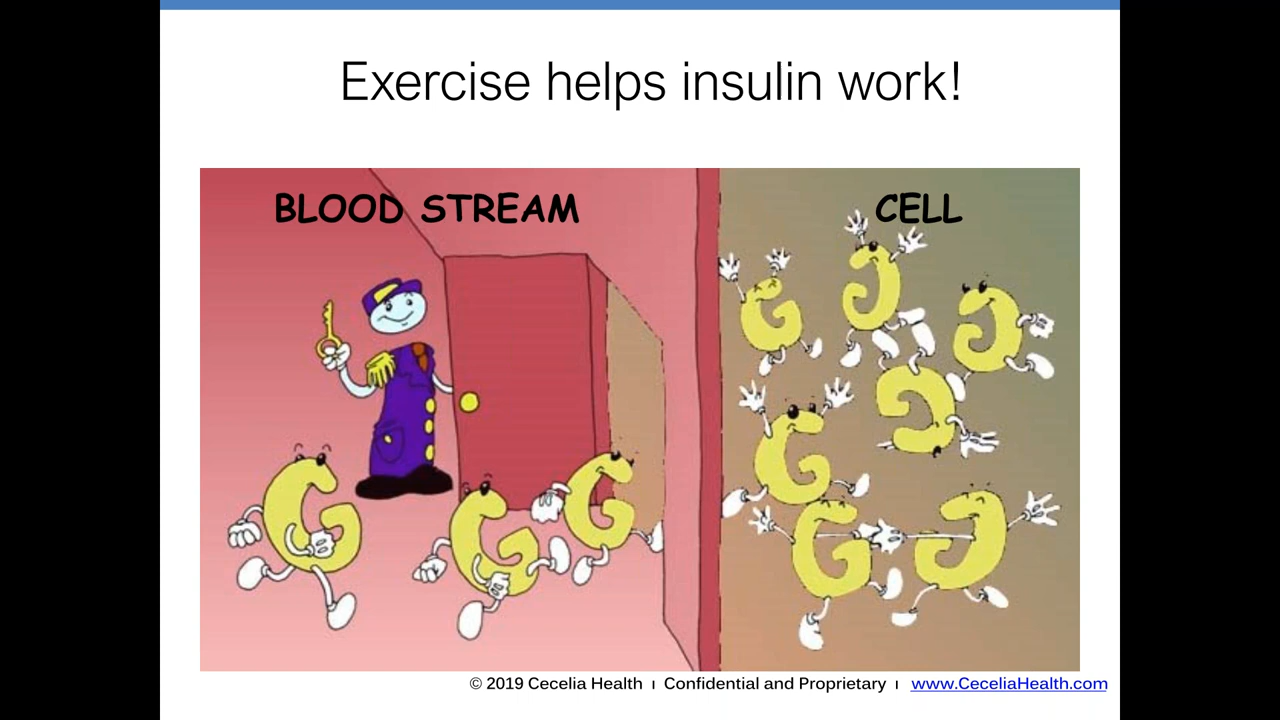 Exercise helps insulin work!
BLOOD STREAM
CELL
G
G
G
G
G
G
G
G
G
G
G
© 2019 Cecelia Health ı Confidential and Proprietary ı www.CeceliaHealth.com